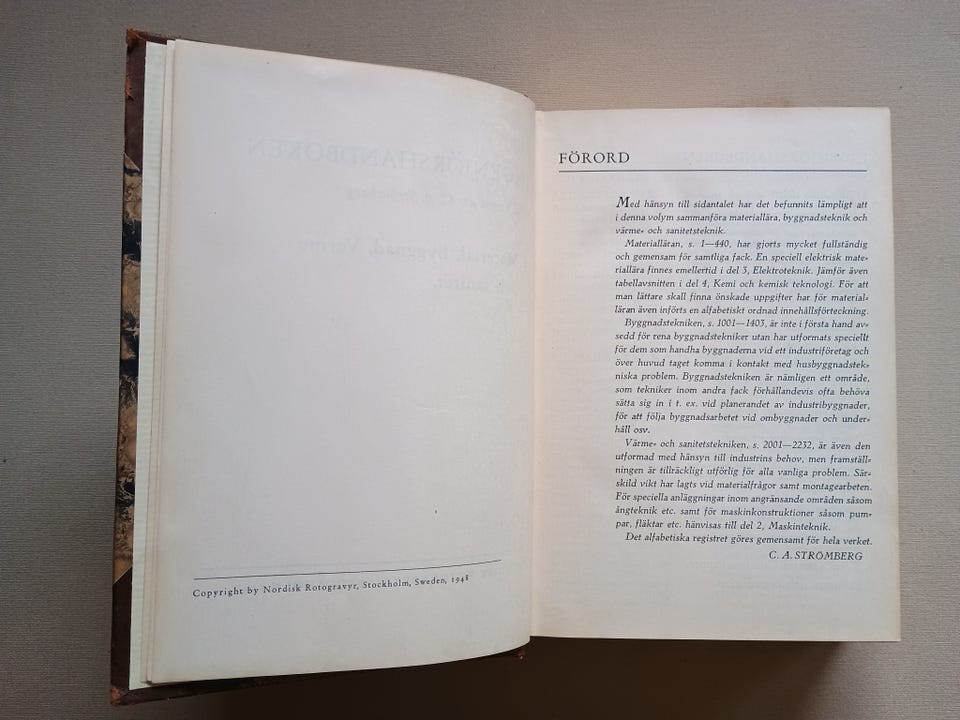 Copyright by Nordisk Rotogravyr, Stockholm, Sweden, 1948
FÖRORD
Med hänsyn till sidantalet har det befunnits lämpligt att
i denna volym sammanföra materiallära, byggnadsteknik och
värme- och sanitetsteknik.
Materialläran, s. 1—440, har gjorts mycket fullständig
och gemensam för samtliga fack. En speciell elektrisk mate-
riallära finnes emellertid i del 3, Elektroteknik. Jämför även
tabellavsnitten i del 4, Kemi och kemisk teknologi. För att
man lättare skall finna önskade uppgifter har för material-
läran även införts en alfabetiskt ordnad innehållsförteckning.
Byggnadstekniken, s. 1001—1403, är inte i första hand av-
sedd för rena byggnadstekniker utan har utformats speciellt
för dem som handha byggnaderna vid ett industriföretag och
över huvud taget komma i kontakt med husbyggnadstek-
niska problem. Byggnadstekniken är nämligen ett område,
som tekniker inom andra fack förhållandevis ofta behöva
sätta sig in i t. ex. vid planerandet av industribyggnader,
för att följa byggnadsarbetet vid ombyggnader och under-
håll osv.
Värme- och sanitetstekniken, s. 2001—2232, är även den
utformad med hänsyn till industrins behov, men framställ-
ningen är tillräckligt utförlig för alla vanliga problem. Sär-
skild vikt har lagts vid materialfrågor samt montagearbeten.
För speciella anläggningar inom angränsande områden såsom
ångteknik etc. samt för maskinkonstruktioner såsom pum-
par, fläktar etc. hänvisas till del 2, Maskinteknik.
Det alfabetiska registret göres gemensamt för hela verket.
C. A. STRÖMBERG